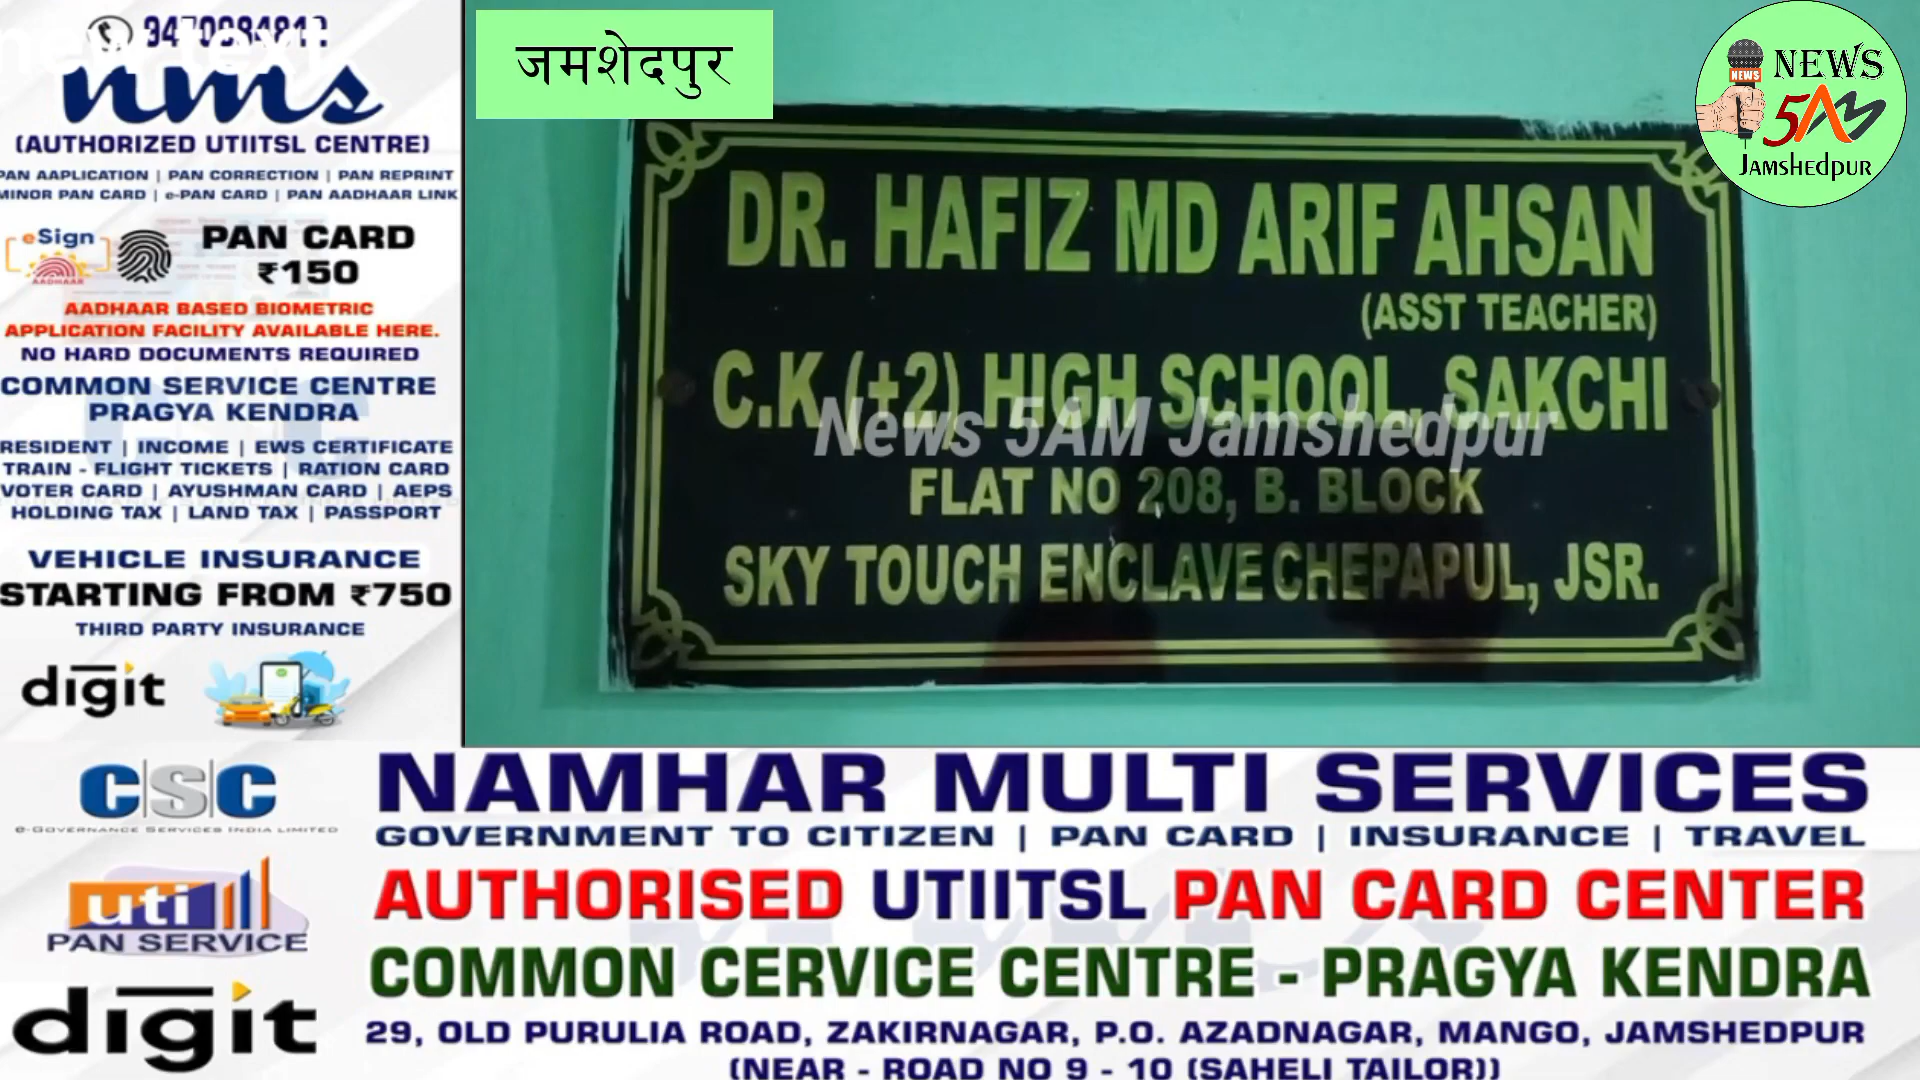 nms
(AUTHORIZED UTIITSL CENTRE)
PAN AAPLICATION | PAN CORRECTION | PAN REPRINT
MINOR PAN CARD | e-PAN CARD | PAN AADHAAR LINK
eSign
AADHAAR
PAN CARD
₹150
AADHAAR BASED BIOMETRIC
APPLICATION FACILITY AVAILABLE HERE.
NO HARD DOCUMENTS REQUIRED
COMMON SERVICE CENTRE
PRAGYA KENDRA
RESIDENT | INCOME | EWS CERTIFICATE
TRAIN - FLIGHT TICKETS | RATION CARD
VOTER CARD | AYUSHMAN CARD | AEPS
HOLDING TAX | LAND TAX | PASSPORT
VEHICLE INSURANCE
STARTING FROM ₹750
THIRD PARTY INSURANCE
digit
जमशेदपुर
NEWS
NEWS
5AM
Jamshedpur
DR. HAFIZ MD ARIF AHSAN
(ASST TEACHER)
C.K (+2) HIGH SCHOOL, SAKCHI
News 5AM Jamshedpur
FLAT NO 208, B. BLOCK
SKY TOUCH ENCLAVE CHEPAPUL, JSR.
CSC
e-GOVERNANCE SERVICES INDIA LIMITED
uti
PAN SERVICE
digit
NAMHAR MULTI SERVICES
GOVERNMENT TO CITIZEN | PAN CARD | INSURANCE | TRAVEL
AUTHORISED UTIITSL PAN CARD CENTER
COMMON CERVICE CENTRE - PRAGYA KENDRA
29, OLD PURULIA ROAD, ZAKIRNAGAR, P.O. AZADNAGAR, MANGO, JAMSHEDPUR
(NEAR - ROAD NO 9 - 10 (SAHELI TAILOR))